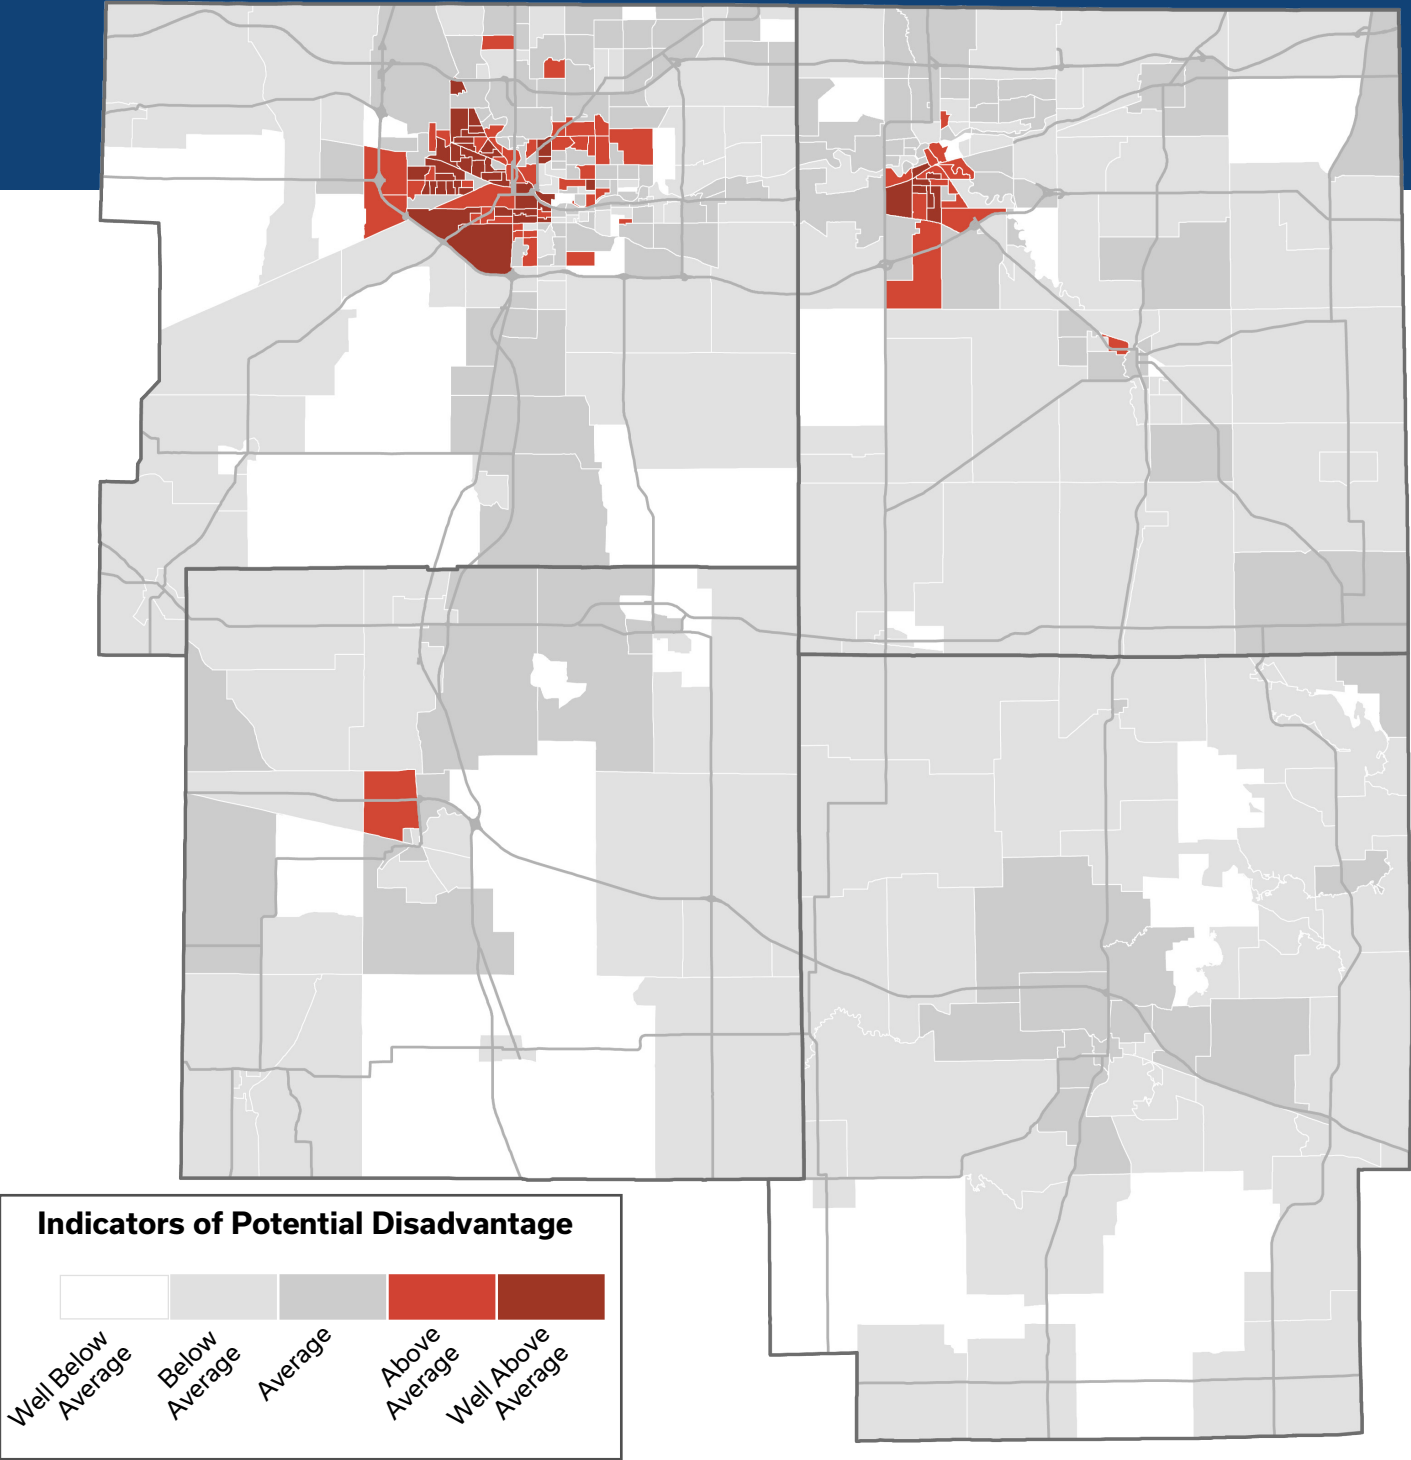 Indicators of Potential Disadvantage
Well Below
Average
Below
Average
Average
Above
Average
Well Above
Average